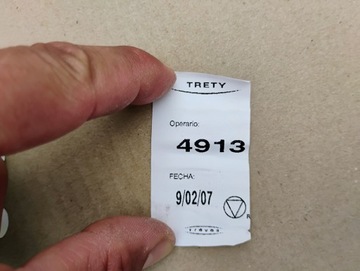 TRETY
Operario:
4913
FECHA:
9/02/07
R